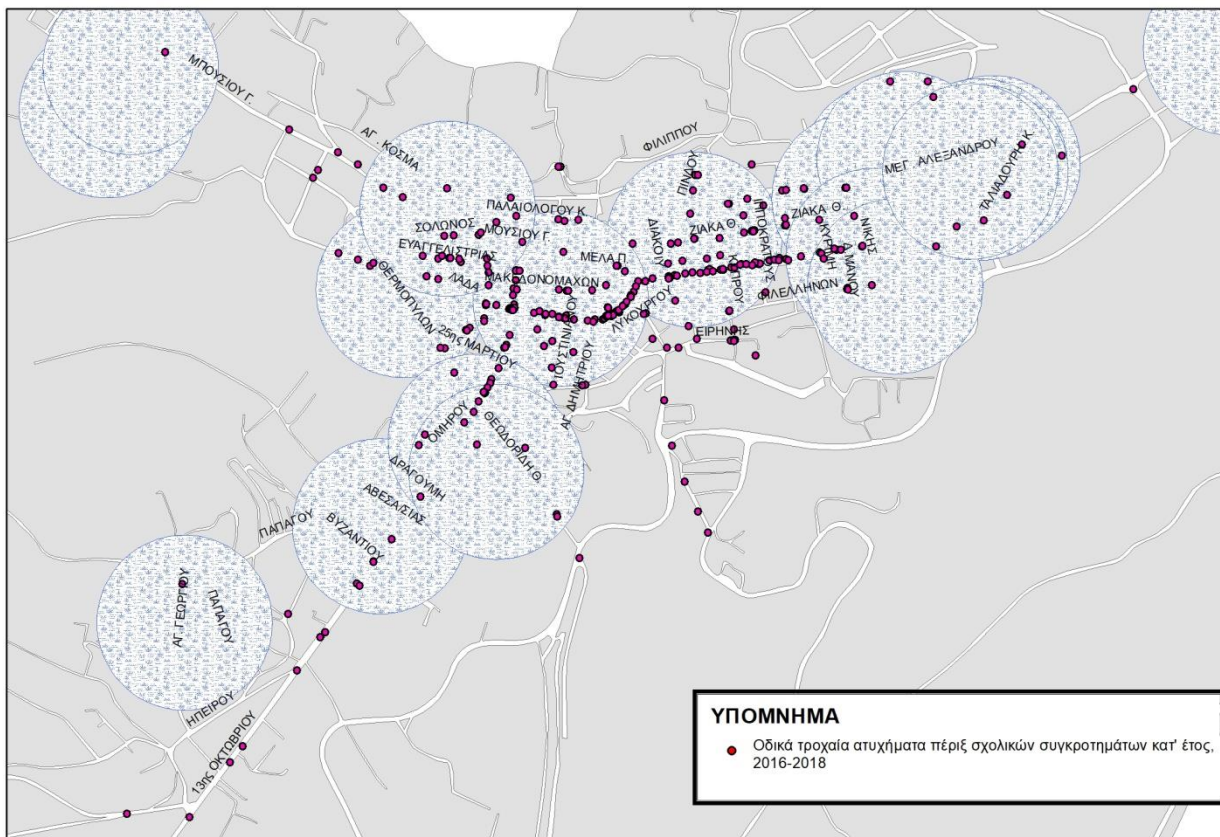 ΜΠΟΥΣΙΟΥ Γ.
ΑΓ. ΚΟΣΜΑ
ΦΙΛΙΠΠΟΥ
ΜΕΓ. ΑΛΕΞΑΝΔΡΟΥ
ΤΑΛΙΑΔΟΥΡΗ Κ.
ΠΙΝΔΟΥ
ΠΑΛΑΙΟΛΟΓΟΥ Κ.
ΣΟΛΩΝΟΣ
ΜΟΥΣΙΟΥ Γ.
ΔΙΑΚΟΥ Α.
ΖΙΑΚΑ Θ.
ΙΠΠΟΚΡΑΤΟΥΣ
ΖΙΑΚΑ Θ.
ΝΙΚΗΣ
ΕΥΑΓΓΕΛΙΣΤΡΙΑΣ
ΜΕΛΑ Π.
ΘΕΡΜΟΠΥΛΩΝ
ΛΑΔΑ
ΜΑΚΕΔΟΝΟΜΑΧΩΝ
ΚΥΠΡΟΥ
ΦΙΛΕΛΛΗΝΩΝ
ΛΥΚΟΥΡΓΟΥ
25ης ΜΑΡΤΙΟΥ
ΙΟΥΣΤΙΝΙΑΝΟΥ
ΕΙΡΗΝΗΣ
ΑΓ. ΔΗΜΗΤΡΙΟΥ
ΟΜΗΡΟΥ
ΘΕΟΔΩΡΙΔΗ Θ.
ΔΡΑΓΟΥΜΗ
ΠΑΠΑΓΟΥ
ΒΥΖΑΝΤΙΟΥ
ΑΓ. ΓΕΩΡΓΙΟΥ
ΠΑΠΑΓΟΥ
ΗΠΕΙΡΟΥ
13ης ΟΚΤΩΒΡΙΟΥ
ΥΠΟΜΝΗΜΑ
Οδικά τροχαία ατυχήματα πέριξ σχολικών συγκροτημάτων κατ' έτος,
2016-2018